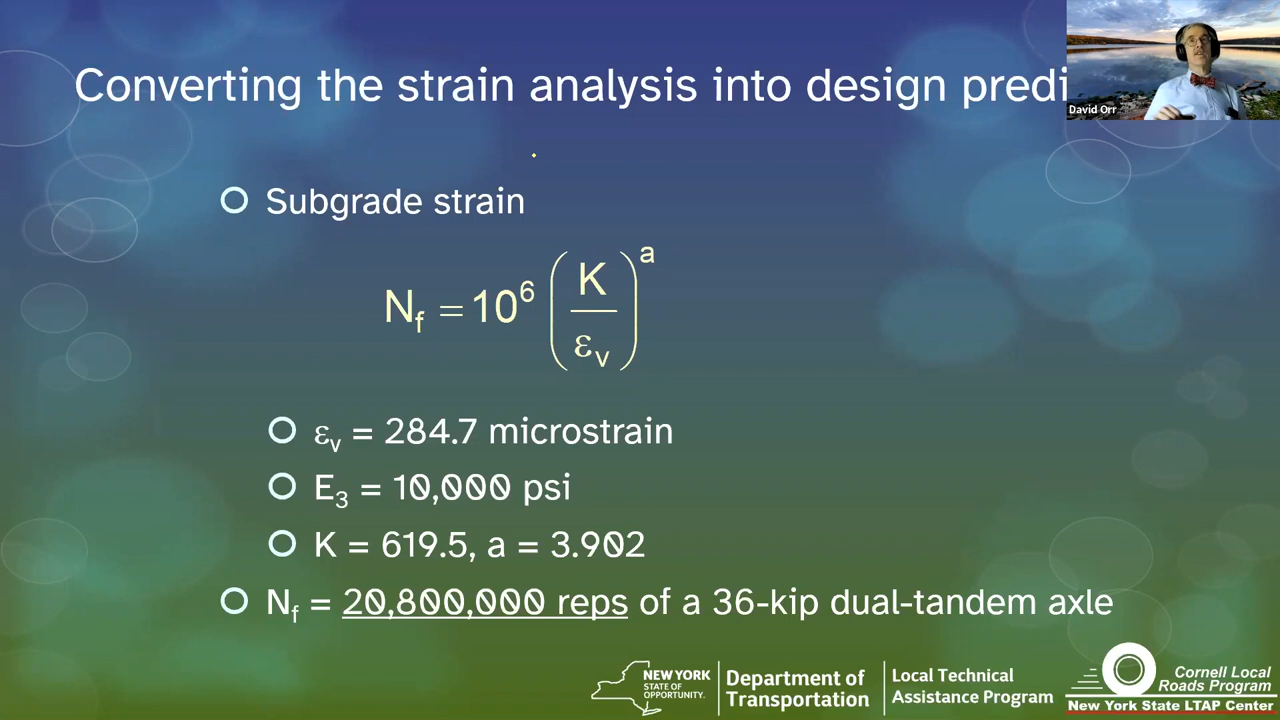 Converting the strain analysis into design predi
David Orr
Subgrade strain
N_f = 10^6 (K / ε_v)^a
ε_v = 284.7 microstrain
E_3 = 10,000 psi
K = 619.5, a = 3.902
N_f = 20,800,000 reps of a 36-kip dual-tandem axle
NEW YORK
STATE OF
OPPORTUNITY.
Department of
Transportation
Local Technical
Assistance Program
Cornell Local
Roads Program
New York State LTAP Center